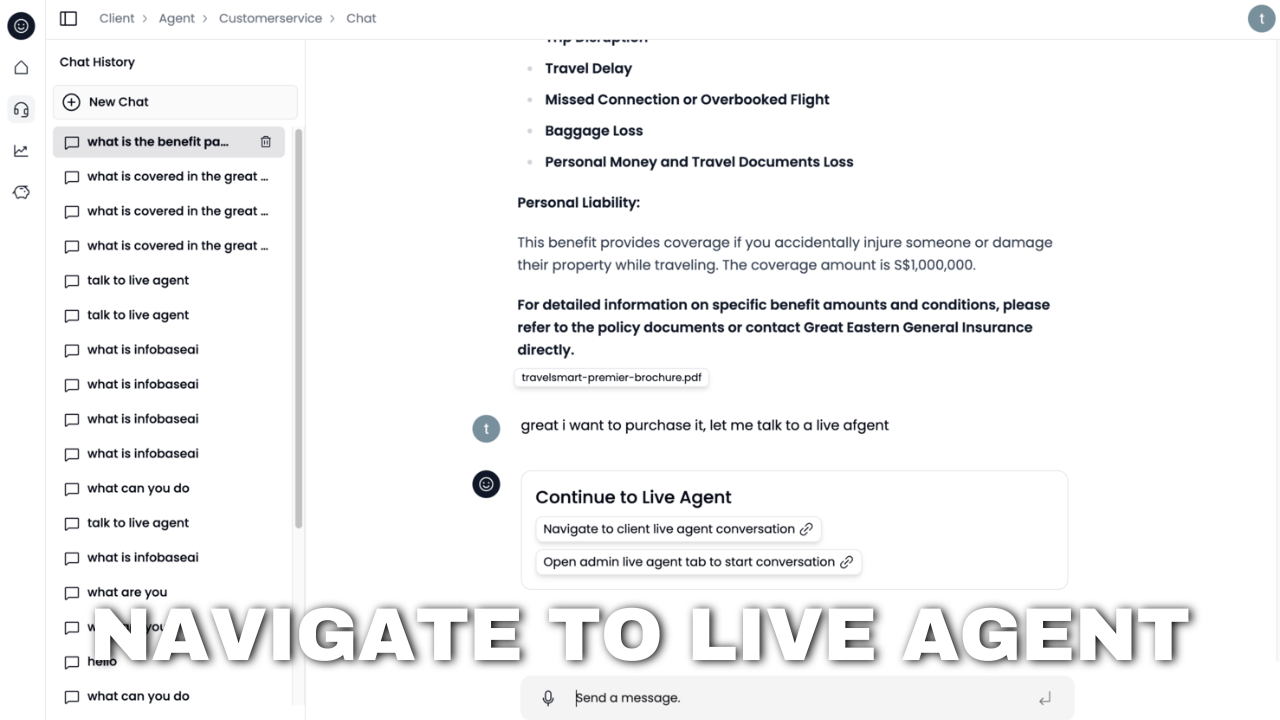 Client > Agent > Customerservice > Chat
t
Chat History
New Chat
what is the benefit pa...
what is covered in the great ...
what is covered in the great ...
what is covered in the great ...
talk to live agent
talk to live agent
what is infobaseai
what is infobaseai
what is infobaseai
what is infobaseai
what can you do
talk to live agent
what is infobaseai
what are you
hello
what can you do
Trip Disruption
Travel Delay
Missed Connection or Overbooked Flight
Baggage Loss
Personal Money and Travel Documents Loss
Personal Liability:
This benefit provides coverage if you accidentally injure someone or damage
their property while traveling. The coverage amount is S$1,000,000.
For detailed information on specific benefit amounts and conditions, please
refer to the policy documents or contact Great Eastern General Insurance
directly.
travelsmart-premier-brochure.pdf
t
great i want to purchase it, let me talk to a live afgent
Continue to Live Agent
Navigate to client live agent conversation
Open admin live agent tab to start conversation
NAVIGATE TO LIVE AGENT
Send a message.